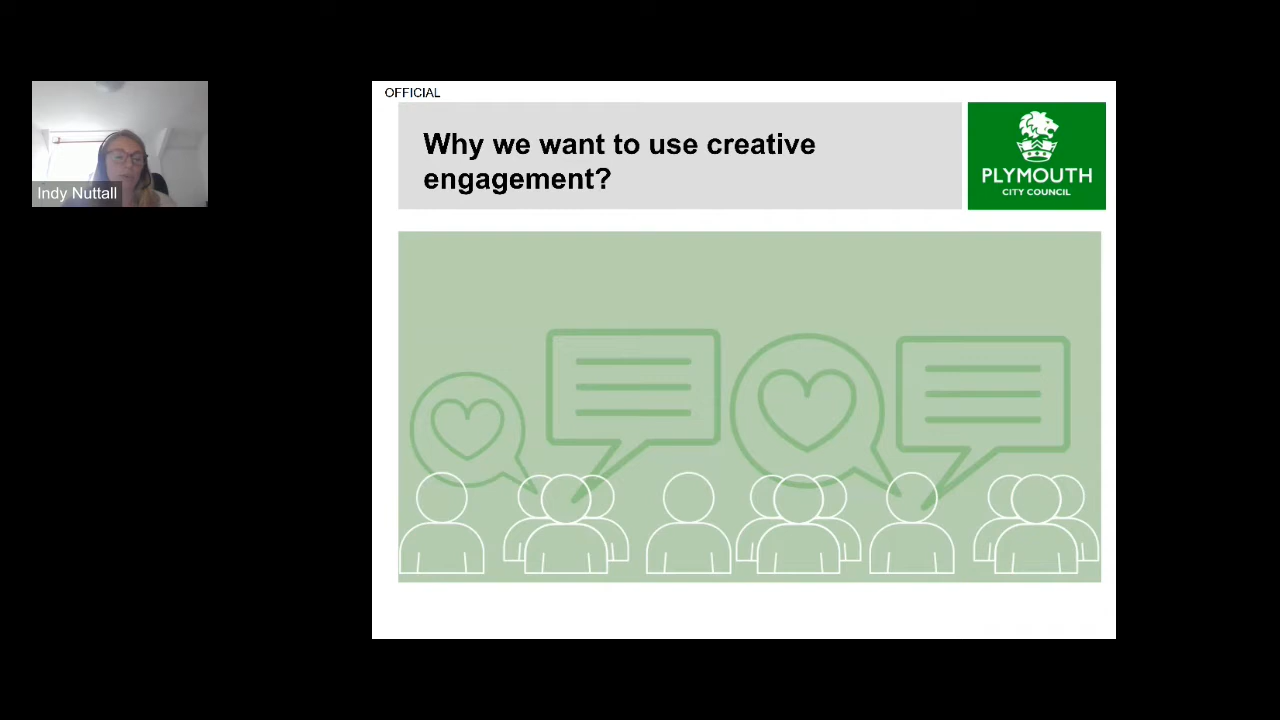 OFFICIAL
Why we want to use creative
engagement?
PLYMOUTH
CITY COUNCIL
Indy Nuttall